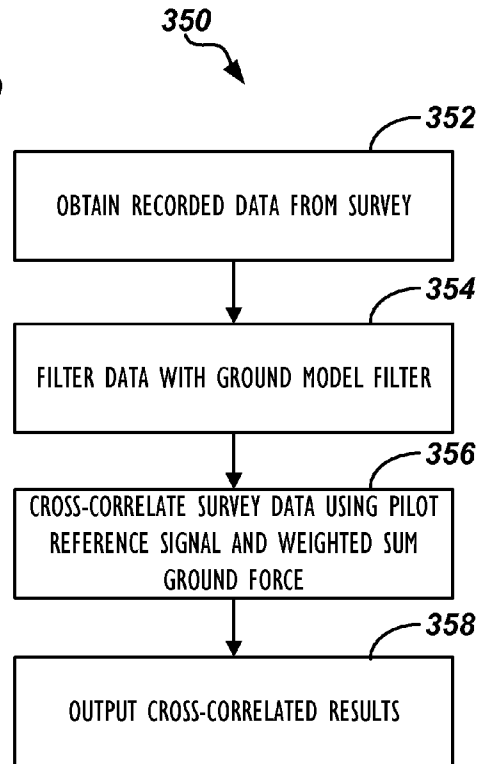 350
352
OBTAIN RECORDED DATA FROM SURVEY
354
FILTER DATA WITH GROUND MODEL FILTER
356
CROSS-CORRELATE SURVEY DATA USING PILOT
REFERENCE SIGNAL AND WEIGHTED SUM
GROUND FORCE
358
OUTPUT CROSS-CORRELATED RESULTS